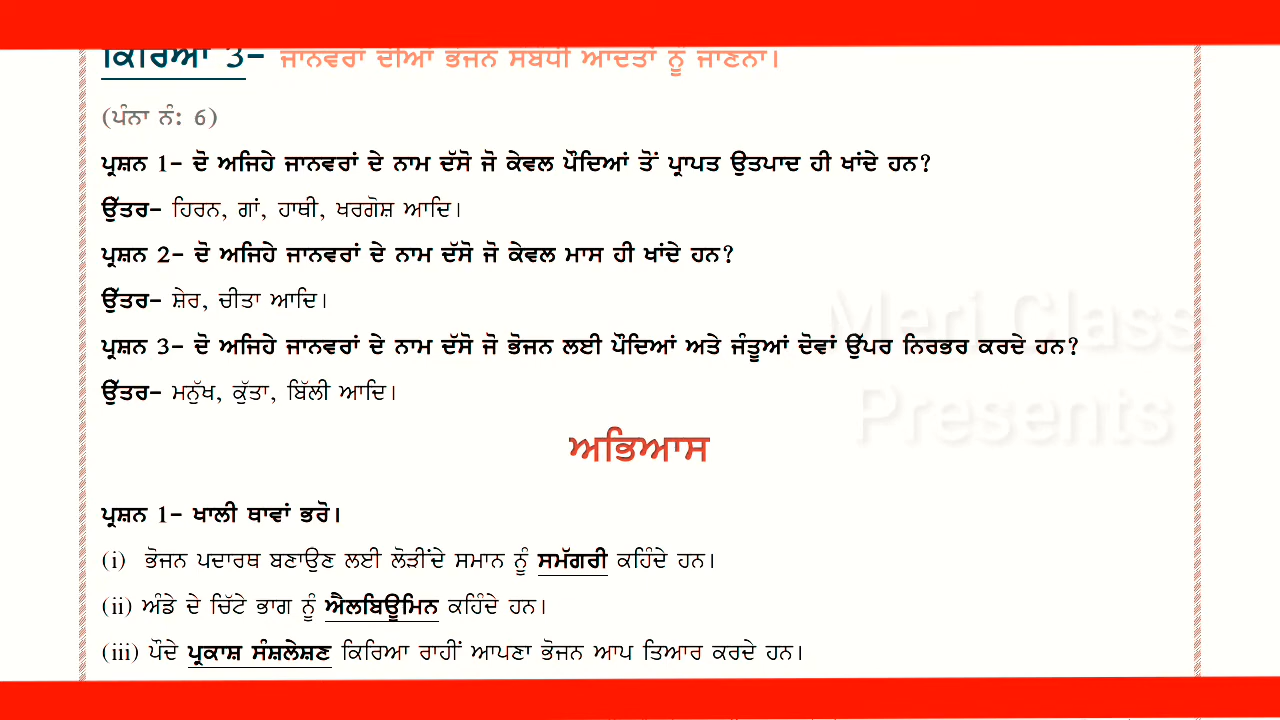 ਕਿਰਿਆ 3- ਜਾਨਵਰਾਂ ਦੀਆਂ ਭੋਜਨ ਸਬੰਧੀ ਆਦਤਾਂ ਨੂੰ ਜਾਣਨਾ।
(ਪੰਨਾ ਨੰ: 6)
ਪ੍ਰਸ਼ਨ 1- ਦੋ ਅਜਿਹੇ ਜਾਨਵਰਾਂ ਦੇ ਨਾਮ ਦੱਸੋ ਜੋ ਕੇਵਲ ਪੌਦਿਆਂ ਤੋਂ ਪ੍ਰਾਪਤ ਉਤਪਾਦ ਹੀ ਖਾਂਦੇ ਹਨ?
ਉੱਤਰ- ਹਿਰਨ, ਗਾਂ, ਹਾਥੀ, ਖਰਗੋਸ਼ ਆਦਿ।
ਪ੍ਰਸ਼ਨ 2- ਦੋ ਅਜਿਹੇ ਜਾਨਵਰਾਂ ਦੇ ਨਾਮ ਦੱਸੋ ਜੋ ਕੇਵਲ ਮਾਸ ਹੀ ਖਾਂਦੇ ਹਨ?
ਉੱਤਰ- ਸ਼ੇਰ, ਚੀਤਾ ਆਦਿ।
ਪ੍ਰਸ਼ਨ 3- ਦੋ ਅਜਿਹੇ ਜਾਨਵਰਾਂ ਦੇ ਨਾਮ ਦੱਸੋ ਜੋ ਭੋਜਨ ਲਈ ਪੌਦਿਆਂ ਅਤੇ ਜੰਤੂਆਂ ਦੋਵਾਂ ਉੱਪਰ ਨਿਰਭਰ ਕਰਦੇ ਹਨ?
ਉੱਤਰ- ਮਨੁੱਖ, ਕੁੱਤਾ, ਬਿੱਲੀ ਆਦਿ।
Meri Class
Presents
ਅਭਿਆਸ
ਪ੍ਰਸ਼ਨ 1- ਖਾਲੀ ਥਾਵਾਂ ਭਰੋ।
(i) ਭੋਜਨ ਪਦਾਰਥ ਬਣਾਉਣ ਲਈ ਲੋੜੀਂਦੇ ਸਮਾਨ ਨੂੰ ਸਮੱਗਰੀ ਕਹਿੰਦੇ ਹਨ।
(ii) ਅੰਡੇ ਦੇ ਚਿੱਟੇ ਭਾਗ ਨੂੰ ਐਲਬਿਊਮਿਨ ਕਹਿੰਦੇ ਹਨ।
(iii) ਪੌਦੇ ਪ੍ਰਕਾਸ਼ ਸੰਸ਼ਲੇਸ਼ਣ ਕਿਰਿਆ ਰਾਹੀਂ ਆਪਣਾ ਭੋਜਨ ਆਪ ਤਿਆਰ ਕਰਦੇ ਹਨ।